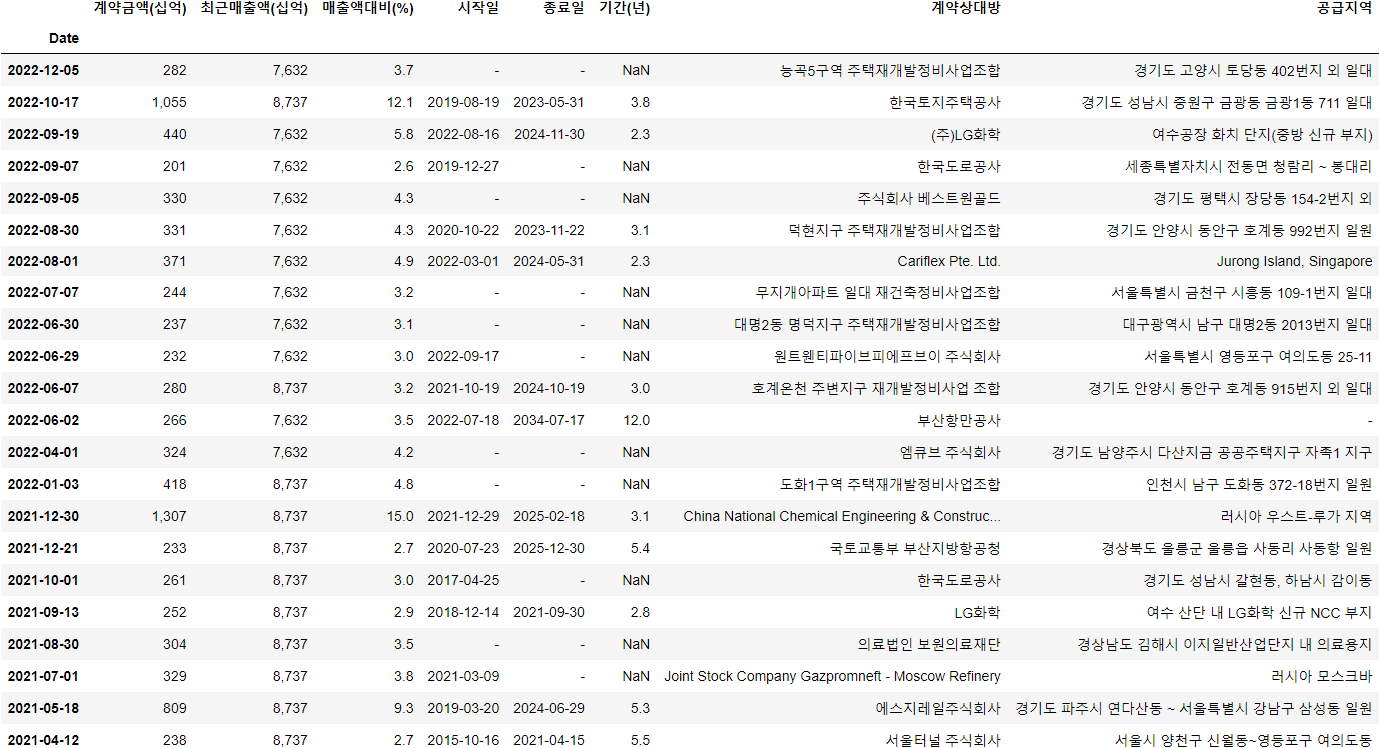 계약금액(십억) 최근매출액(십억) 매출액대비(%) 시작일 종료일 기간(년) 계약상대방 공급지역
Date
2022-12-05 282 7,632 3.7 - - NaN 능곡5구역 주택재개발정비사업조합 경기도 고양시 토당동 402번지 외 일대
2022-10-17 1,055 8,737 12.1 2019-08-19 2023-05-31 3.8 한국토지주택공사 경기도 성남시 중원구 금광동 금광1동 711 일대
2022-09-19 440 7,632 5.8 2022-08-16 2024-11-30 2.3 (주)LG화학 여수공장 화치 단지(중방 신규 부지)
2022-09-07 201 7,632 2.6 2019-12-27 - NaN 한국도로공사 세종특별자치시 전동면 청람리 ~ 봉대리
2022-09-05 330 7,632 4.3 - - NaN 주식회사 베스트원골드 경기도 평택시 장당동 154-2번지 외
2022-08-30 331 7,632 4.3 2020-10-22 2023-11-22 3.1 덕현지구 주택재개발정비사업조합 경기도 안양시 동안구 호계동 992번지 일원
2022-08-01 371 7,632 4.9 2022-03-01 2024-05-31 2.3 Cariflex Pte. Ltd. Jurong Island, Singapore
2022-07-07 244 7,632 3.2 - - NaN 무지개아파트 일대 재건축정비사업조합 서울특별시 금천구 시흥동 109-1번지 일대
2022-06-30 237 7,632 3.1 - - NaN 대명2동 명덕지구 주택재개발정비사업조합 대구광역시 남구 대명2동 2013번지 일대
2022-06-29 232 7,632 3.0 2022-09-17 - NaN 원트웬티파이브피에프브이 주식회사 서울특별시 영등포구 여의도동 25-11
2022-06-07 280 8,737 3.2 2021-10-19 2024-10-19 3.0 호계온천 주변지구 재개발정비사업 조합 경기도 안양시 동안구 호계동 915번지 외 일대
2022-06-02 266 7,632 3.5 2022-07-18 2034-07-17 12.0 부산항만공사 -
2022-04-01 324 7,632 4.2 - - NaN 엠큐브 주식회사 경기도 남양주시 다산지금 공공주택지구 자족1 지구
2022-01-03 418 8,737 4.8 - - NaN 도화1구역 주택재개발정비사업조합 인천시 남구 도화동 372-18번지 일원
2021-12-30 1,307 8,737 15.0 2021-12-29 2025-02-18 3.1 China National Chemical Engineering & Construc... 러시아 우스트-루가 지역
2021-12-21 233 8,737 2.7 2020-07-23 2025-12-30 5.4 국토교통부 부산지방항공청 경상북도 울릉군 울릉읍 사동리 사동항 일원
2021-10-01 261 8,737 3.0 2017-04-25 - NaN 한국도로공사 경기도 성남시 갈현동, 하남시 감이동
2021-09-13 252 8,737 2.9 2018-12-14 2021-09-30 2.8 LG화학 여수 산단 내 LG화학 신규 NCC 부지
2021-08-30 304 8,737 3.5 - - NaN 의료법인 보원의료재단 경상남도 김해시 이지일반산업단지 내 의료용지
2021-07-01 329 8,737 3.8 2021-03-09 - NaN Joint Stock Company Gazpromneft - Moscow Refinery 러시아 모스크바
2021-05-18 809 8,737 9.3 2019-03-20 2024-06-29 5.3 에스지레일주식회사 경기도 파주시 연다산동 ~ 서울특별시 강남구 삼성동 일원
2021-04-12 238 8,737 2.7 2015-10-16 2021-04-15 5.5 서울터널 주식회사 서울시 양천구 신월동~영등포구 여의도동